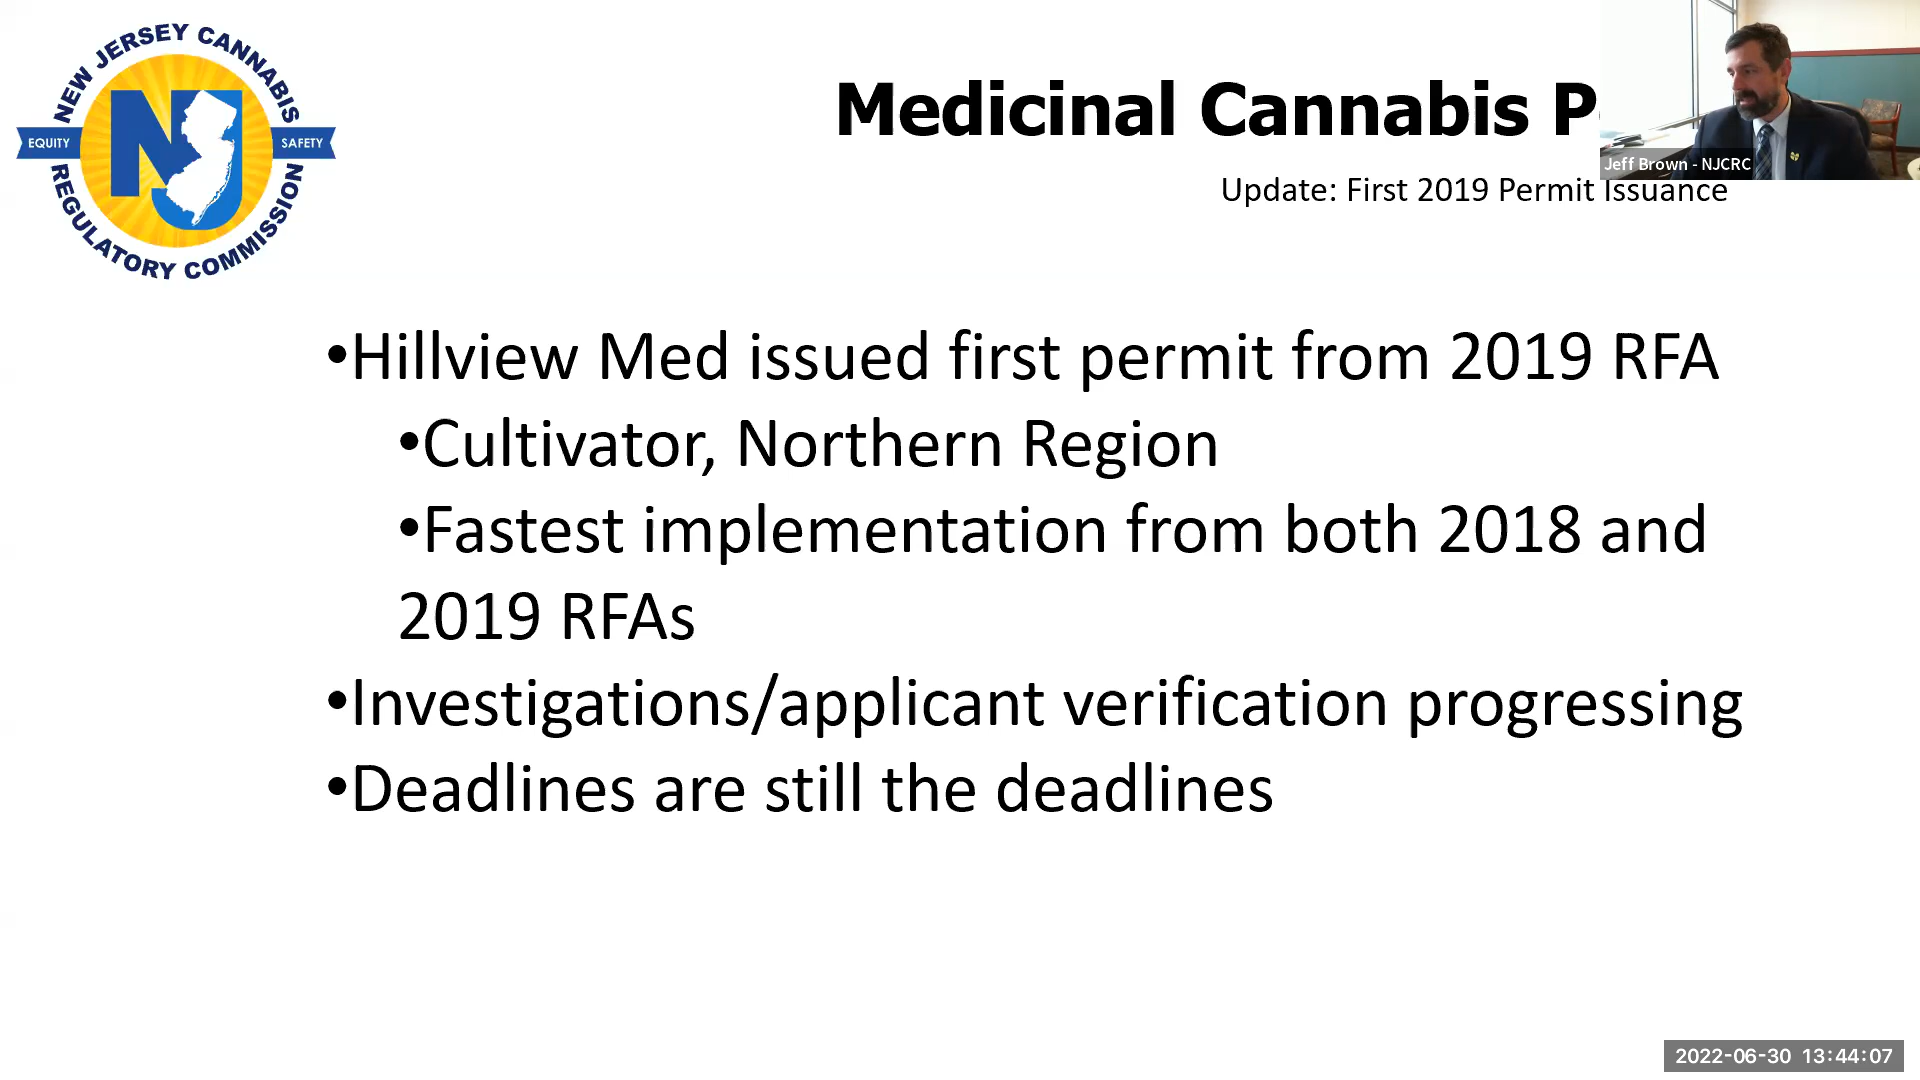 NEW JERSEY CANNABIS
EQUITY
SAFETY
REGULATORY COMMISSION
Medicinal Cannabis
Jeff Brown - NJCRC
Update: First 2019 Permit Issuance
•Hillview Med issued first permit from 2019 RFA
•Cultivator, Northern Region
•Fastest implementation from both 2018 and
2019 RFAs
•Investigations/applicant verification progressing
•Deadlines are still the deadlines
2022-06-30 13:44:07